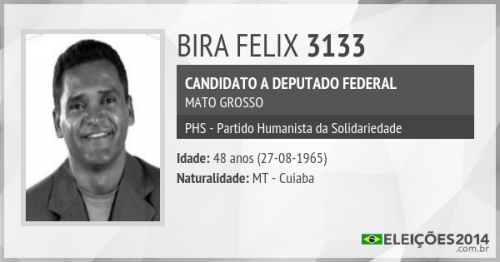 BIRA FELIX 3133
CANDIDATO A DEPUTADO FEDERAL
MATO GROSSO
PHS - Partido Humanista da Solidariedade
Idade: 48 anos (27-08-1965)
Naturalidade: MT - Cuiaba
ELEIÇÕES2014
.com.br